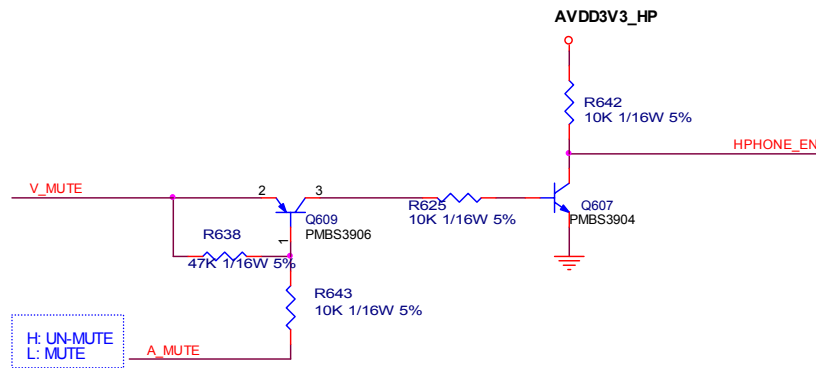 AVDD3V3_HP
R642
10K 1/16W 5%
HPHONE_EN
V_MUTE
2
3
R625
10K 1/16W 5%
Q607
PMBS3904
Q609
PMBS3906
R638
47K 1/16W 5%
1
R643
10K 1/16W 5%
H: UN-MUTE
L: MUTE
A_MUTE